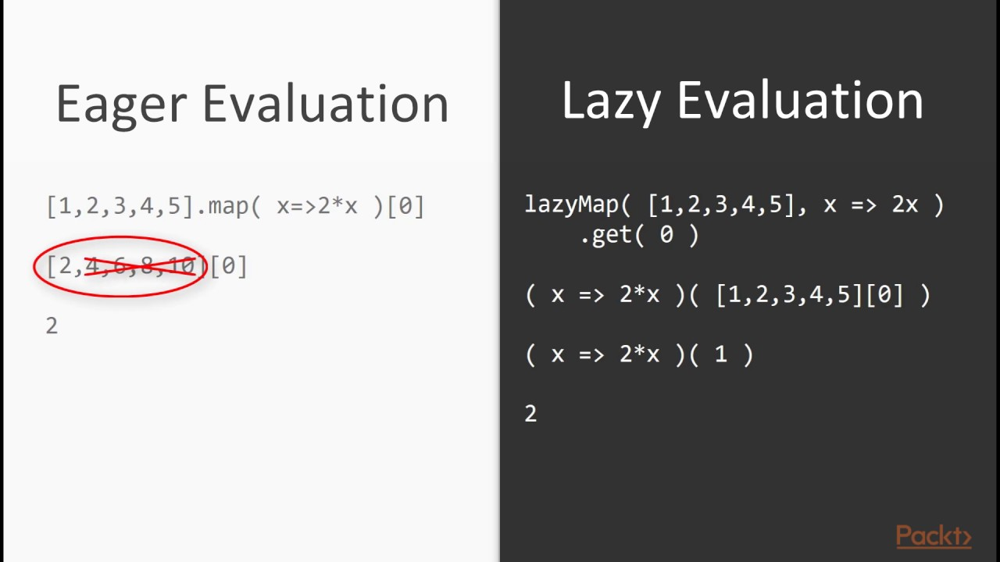 Eager Evaluation
[1,2,3,4,5].map( x=>2*x )[0]
[2,4,6,8,10][0]
2
Lazy Evaluation
lazyMap( [1,2,3,4,5], x => 2x )
.get( 0 )
( x => 2*x )( [1,2,3,4,5][0] )
( x => 2*x )( 1 )
2
Packt>